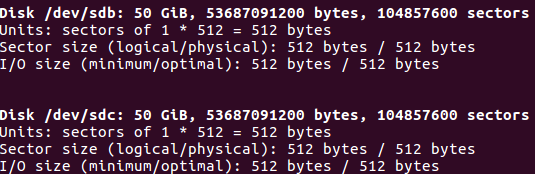 Disk /dev/sdb: 50 GiB, 53687091200 bytes, 104857600 sectors
Units: sectors of 1 * 512 = 512 bytes
Sector size (logical/physical): 512 bytes / 512 bytes
I/O size (minimum/optimal): 512 bytes / 512 bytes
Disk /dev/sdc: 50 GiB, 53687091200 bytes, 104857600 sectors
Units: sectors of 1 * 512 = 512 bytes
Sector size (logical/physical): 512 bytes / 512 bytes
I/O size (minimum/optimal): 512 bytes / 512 bytes